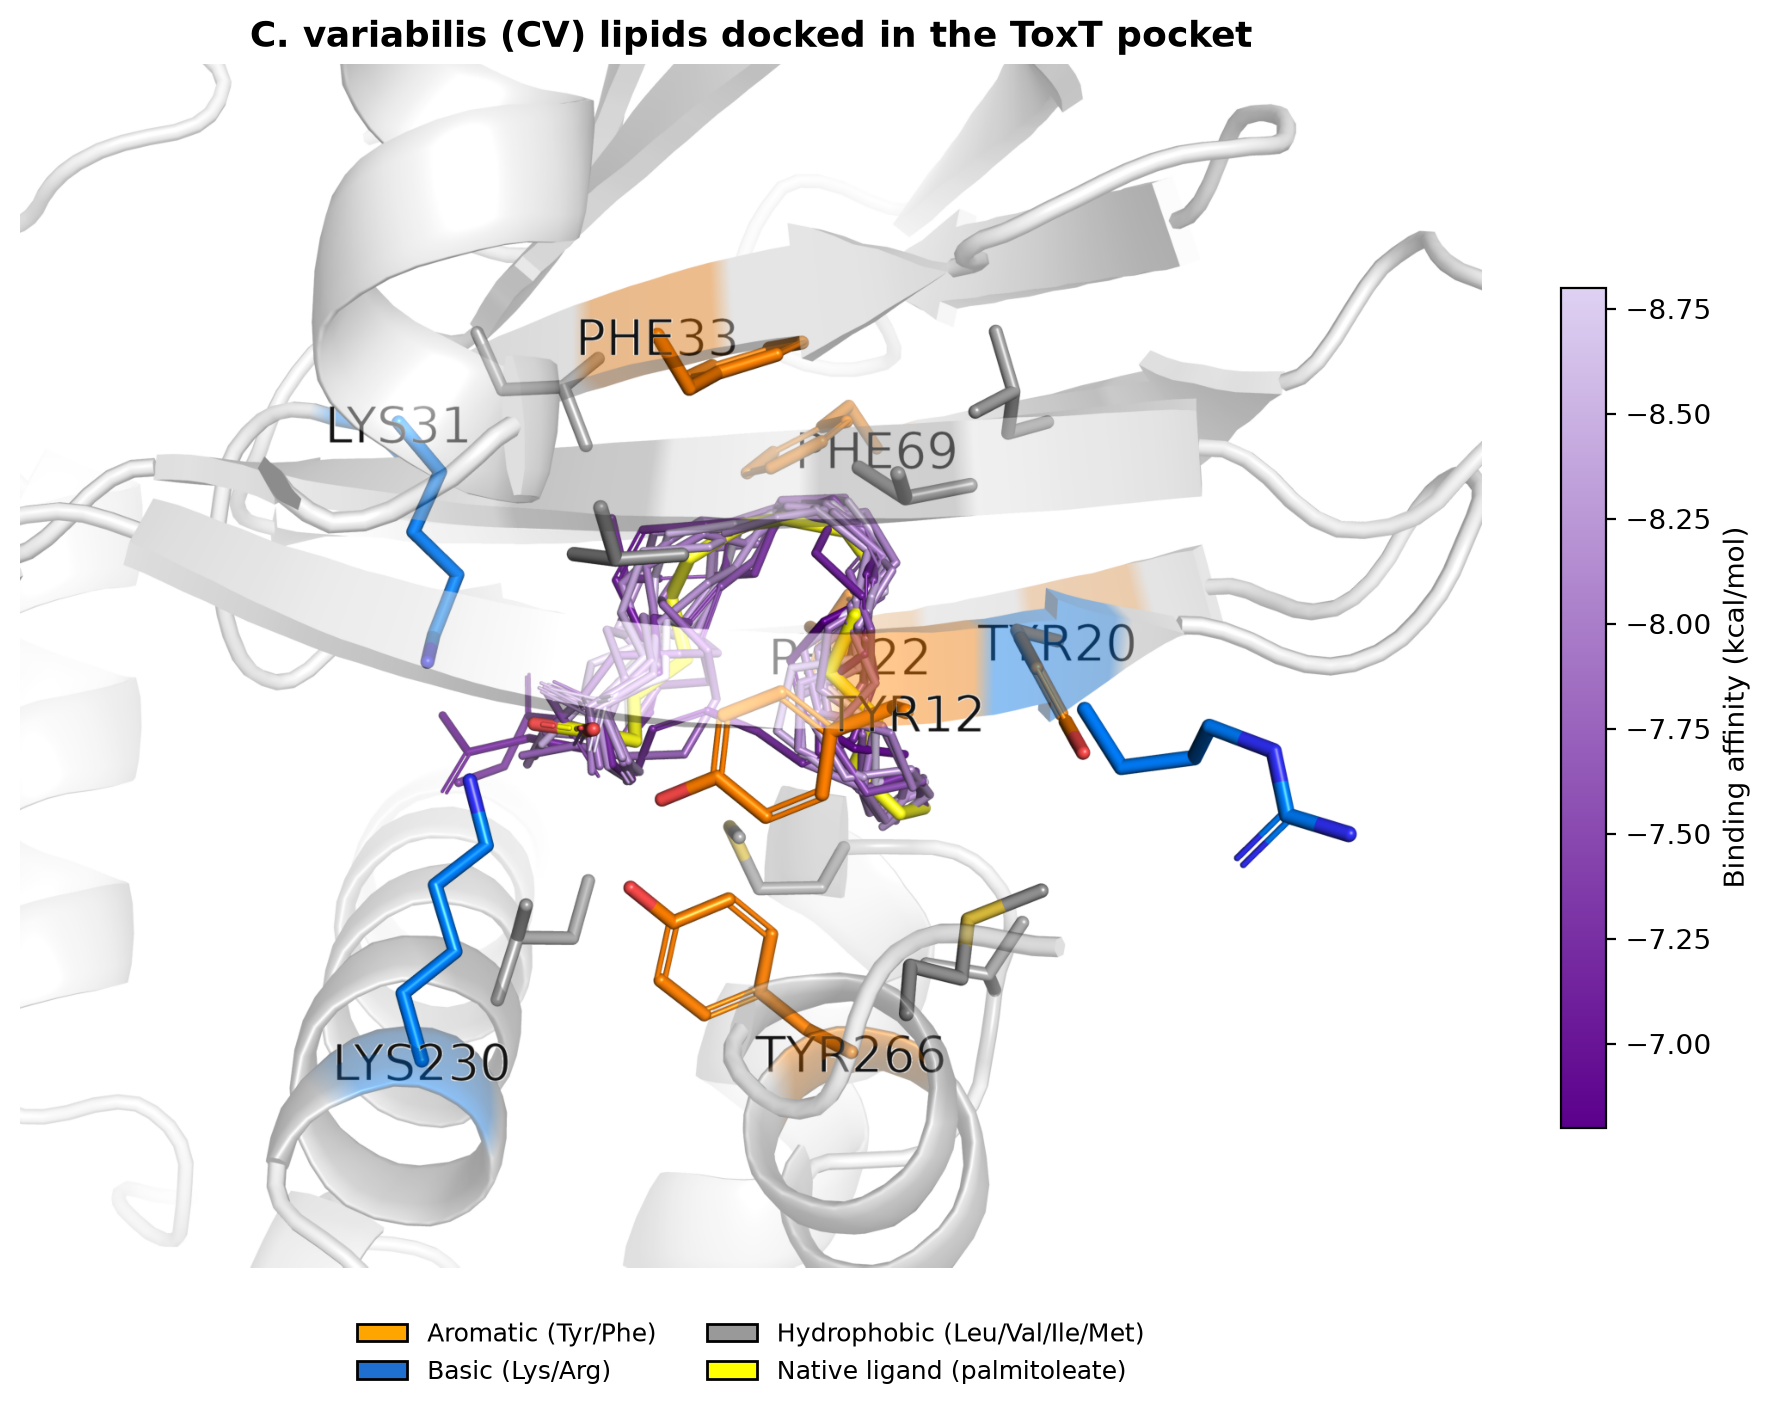 C. variabilis (CV) lipids docked in the ToxT pocket
PHE33
LYS31
PHE69
TYR20
22
TYR12
LYS230
TYR266
−8.75
−8.50
−8.25
−8.00
−7.75
−7.50
−7.25
−7.00
Binding affinity (kcal/mol)
Aromatic (Tyr/Phe)
Basic (Lys/Arg)
Hydrophobic (Leu/Val/Ile/Met)
Native ligand (palmitoleate)